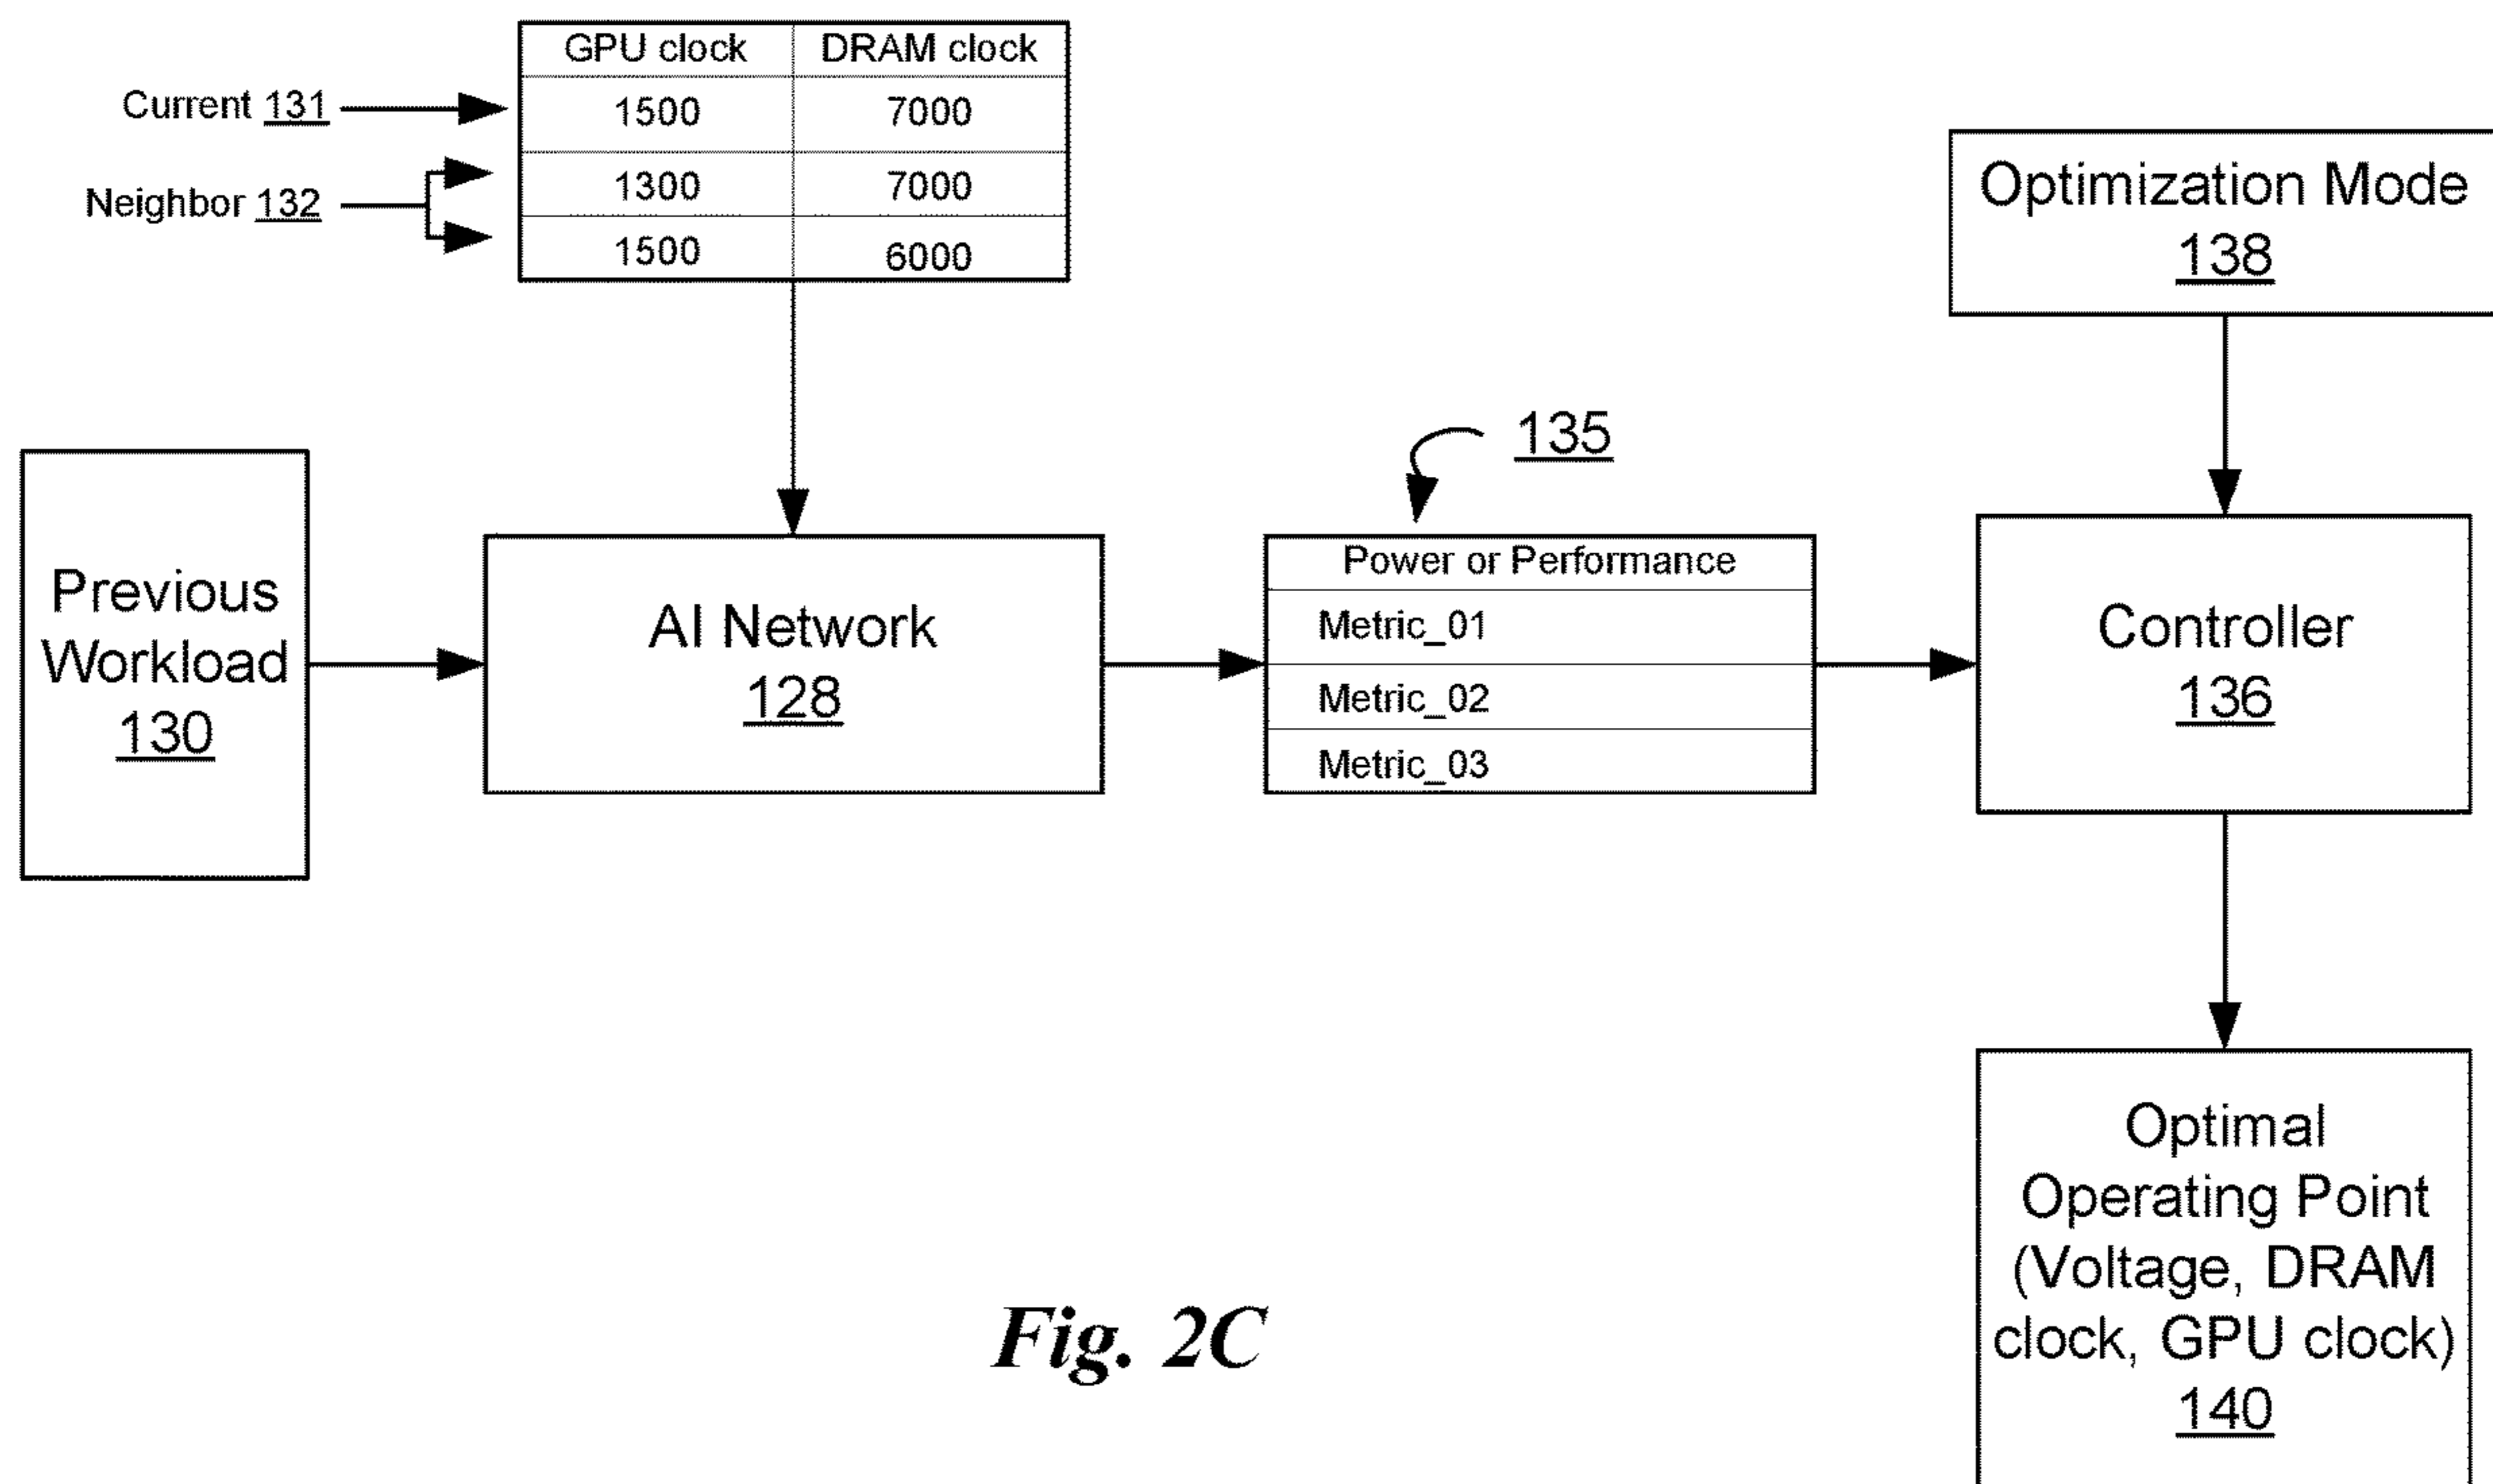 GPU clock DRAM clock
Current 131 1500 7000
Neighbor 132 1300 7000
1500 6000
Optimization Mode
138
135
Previous
Workload
130
AI Network
128
Power or Performance
Metric_01
Metric_02
Metric_03
Controller
136
Optimal
Operating Point
(Voltage, DRAM
clock, GPU clock)
140
Fig. 2C